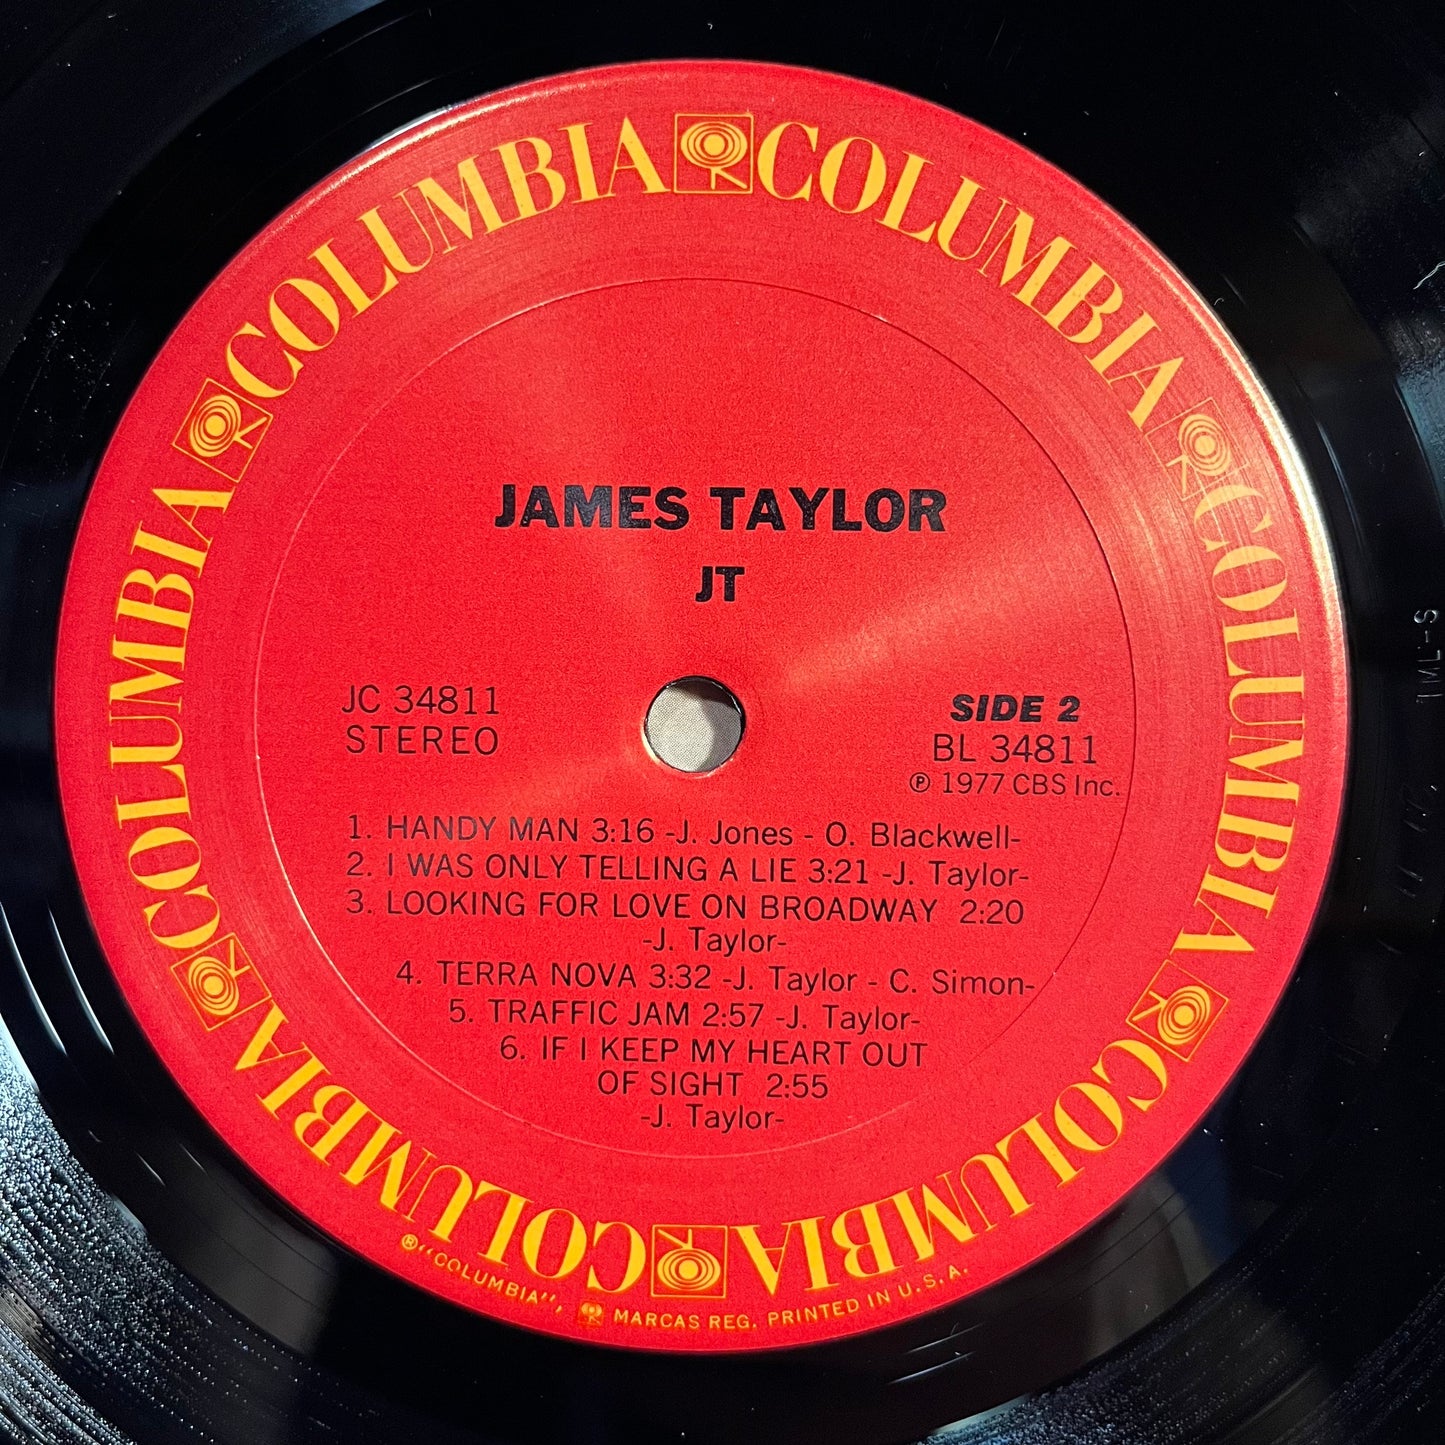 COLUMBIA COLUMBIA COLUMBIA COLUMBIA COLUMBIA COLUMBIA
JAMES TAYLOR
JT
JC 34811
STEREO
SIDE 2
BL 34811
℗ 1977 CBS Inc.
1. HANDY MAN 3:16 -J. Jones - O. Blackwell-
2. I WAS ONLY TELLING A LIE 3:21 -J. Taylor-
3. LOOKING FOR LOVE ON BROADWAY 2:20
-J. Taylor-
4. TERRA NOVA 3:32 -J. Taylor - C. Simon-
5. TRAFFIC JAM 2:57 -J. Taylor-
6. IF I KEEP MY HEART OUT
OF SIGHT 2:55
-J. Taylor-
®"COLUMBIA", MARCAS REG. PRINTED IN U.S.A.